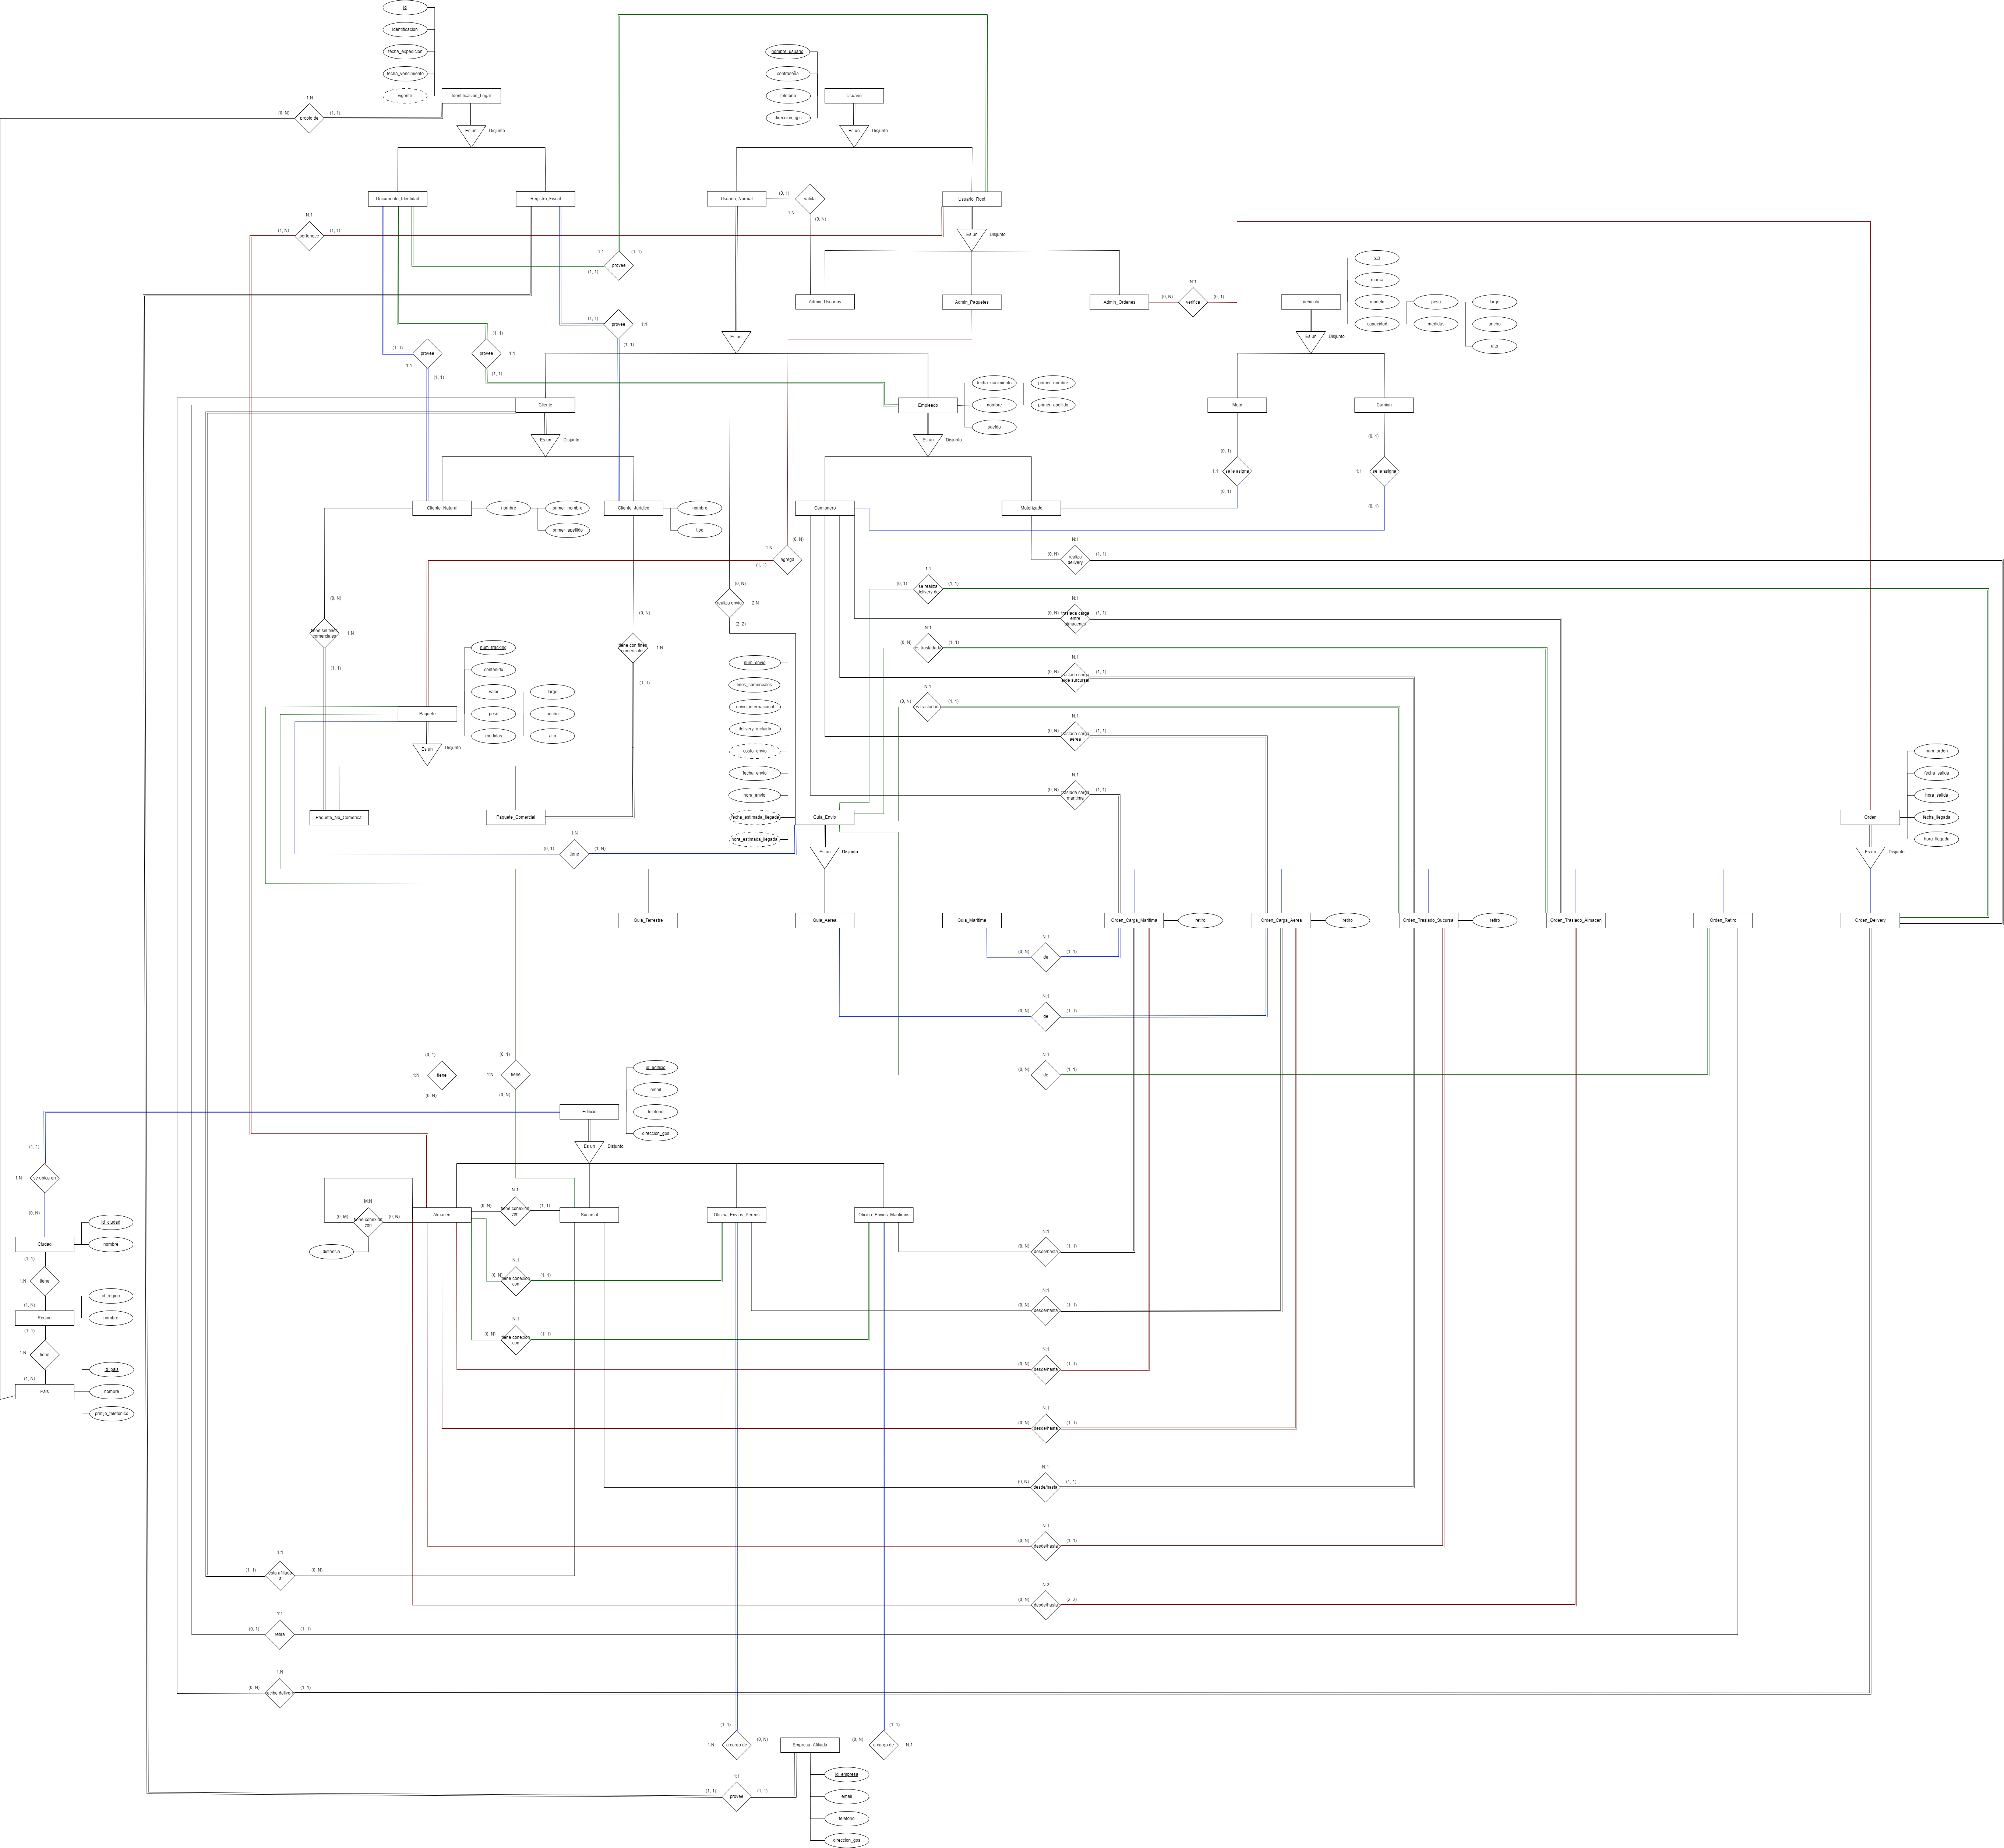 id
identificacion
fecha_expedicion
fecha_vencimiento
vigente
Identificacion_Legal
Es un
Disjunto
1:N
(0, N)
propio de
(1, 1)
Documento_Identidad
Registro_Fiscal
nombre_usuario
contraseña
telefono
direccion_gps
Usuario
Es un
Disjunto
Usuario_Normal
(0, 1)
valida
1:N
(0, N)
Usuario_Root
Es un
Disjunto
Admin_Usuarios
Admin_Paquetes
Admin_Ordenes
(0, N)
N:1
verifica
(0, 1)
N:1
(1, N)
pertenece
(1, 1)
1:1
(1, 1)
provee
(1, 1)
(1, 1)
provee
1:1
(1, 1)
(1, 1)
provee
1:1
(1, 1)
(1, 1)
provee
1:1
(1, 1)
Es un
vin
marca
modelo
capacidad
peso
medidas
largo
ancho
alto
Vehiculo
Es un
Disjunto
Moto
Camion
(0, 1)
1:1
se le asigna
(0, 1)
(0, 1)
1:1
se le asigna
(0, 1)
Cliente
Es un
Disjunto
Empleado
fecha_nacimiento
nombre
sueldo
primer_nombre
primer_apellido
Es un
Disjunto
Cliente_Natural
nombre
primer_nombre
primer_apellido
Cliente_Juridico
nombre
tipo
Camionero
Motorizado
1:N
(0, N)
agrega
(1, 1)
(0, N)
realiza envio
2:N
(2, 2)
(0, N)
tiene sin fines
comerciales
1:N
(1, 1)
(0, N)
tiene con fines
comerciales
1:N
(1, 1)
N:1
(0, N)
realiza
delivery
(1, 1)
1:1
(0, 1)
se realiza
delivery de
(1, 1)
N:1
(0, N)
traslada carga
entre
almacenes
(1, 1)
N:1
(0, N)
es trasladado
(1, 1)
N:1
(0, N)
traslada carga
(1, 1)
N:1
(0, N)
es trasladado
(1, 1)
N:1
traslada carga
aerea
(1, 1)
N:1
traslada carga
maritima
(1, 1)
num_tracking
contenido
valor
peso
medidas
largo
ancho
alto
Paquete
Es un
Disjunto
Paquete_No_Comerical
Paquete_Comercial
num_envio
fines_comerciales
envio_internacional
delivery_incluido
costo_envio
fecha_envio
hora_envio
fecha_estimada_llegada
hora_estimada_llegada
Guia_Envio
Es un
Disjunto
1:N
(0, 1)
tiene
(1, N)
Guia_Terrestre
Guia_Aerea
Guia_Maritima
num_orden
fecha_salida
hora_salida
fecha_llegada
hora_llegada
Orden
Es un
Disjunto
Orden_Carga_Maritima
retiro
Orden_Carga_Aerea
retiro
Orden_Traslado_Sucursal
retiro
Orden_Traslado_Almacen
Orden_Retiro
Orden_Delivery
N:1
(0, N)
de
(1, 1)
N:1
(0, N)
de
(1, 1)
N:1
(0, N)
de
(1, 1)
(0, 1)
1:N
tiene
(0, N)
(0, 1)
1:N
tiene
(0, N)
id_edificio
email
telefono
direccion_gps
Edificio
Es un
Disjunto
(1, 1)
1:N
se ubica en
(0, N)
Ciudad
id_ciudad
nombre
(1, 1)
1:N
tiene
(1, N)
Region
id_region
nombre
(1, 1)
1:N
tiene
(1, N)
Pais
id_pais
nombre
prefijo_telefonico
M:N
(0, M)
tiene conexion
con
(0, N)
distancia
Almacen
N:1
(0, N)
tiene conexion
con
(1, 1)
Sucursal
Oficina_Envios_Aereos
Oficina_Envios_Maritimos
N:1
(0, N)
tiene conexion
con
(1, 1)
N:1
(0, N)
tiene conexion
con
(1, 1)
N:1
(0, N)
desde/hasta
(1, 1)
N:1
(0, N)
desde/hasta
(1, 1)
N:1
(0, N)
desde/hasta
(1, 1)
N:1
(0, N)
desde/hasta
(1, 1)
N:1
(0, N)
desde/hasta
(1, 1)
N:1
(0, N)
desde/hasta
(1, 1)
N:2
(0, N)
desde/hasta
(2, 2)
1:1
(1, 1)
esta afiliado
a
(0, N)
1:1
(0, 1)
retira
(1, 1)
1:N
(0, N)
(1, 1)
(1, 1)
1:N
a cargo de
(0, N)
Empresa_Afiliada
(0, N)
(1, 1)
a cargo de
N:1
1:1
(1, 1)
provee
(1, 1)
id_empresa
email
telefono
direccion_gps